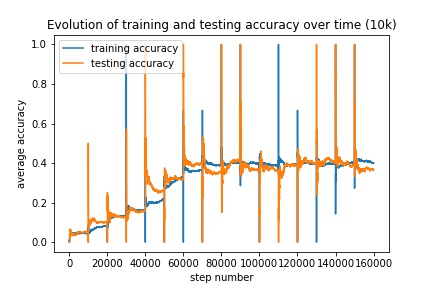 Evolution of training and testing accuracy over time (10k)
training accuracy
testing accuracy
average accuracy
1.0
0.8
0.6
0.4
0.2
0.0
0 20000 40000 60000 80000 100000 120000 140000 160000
step number